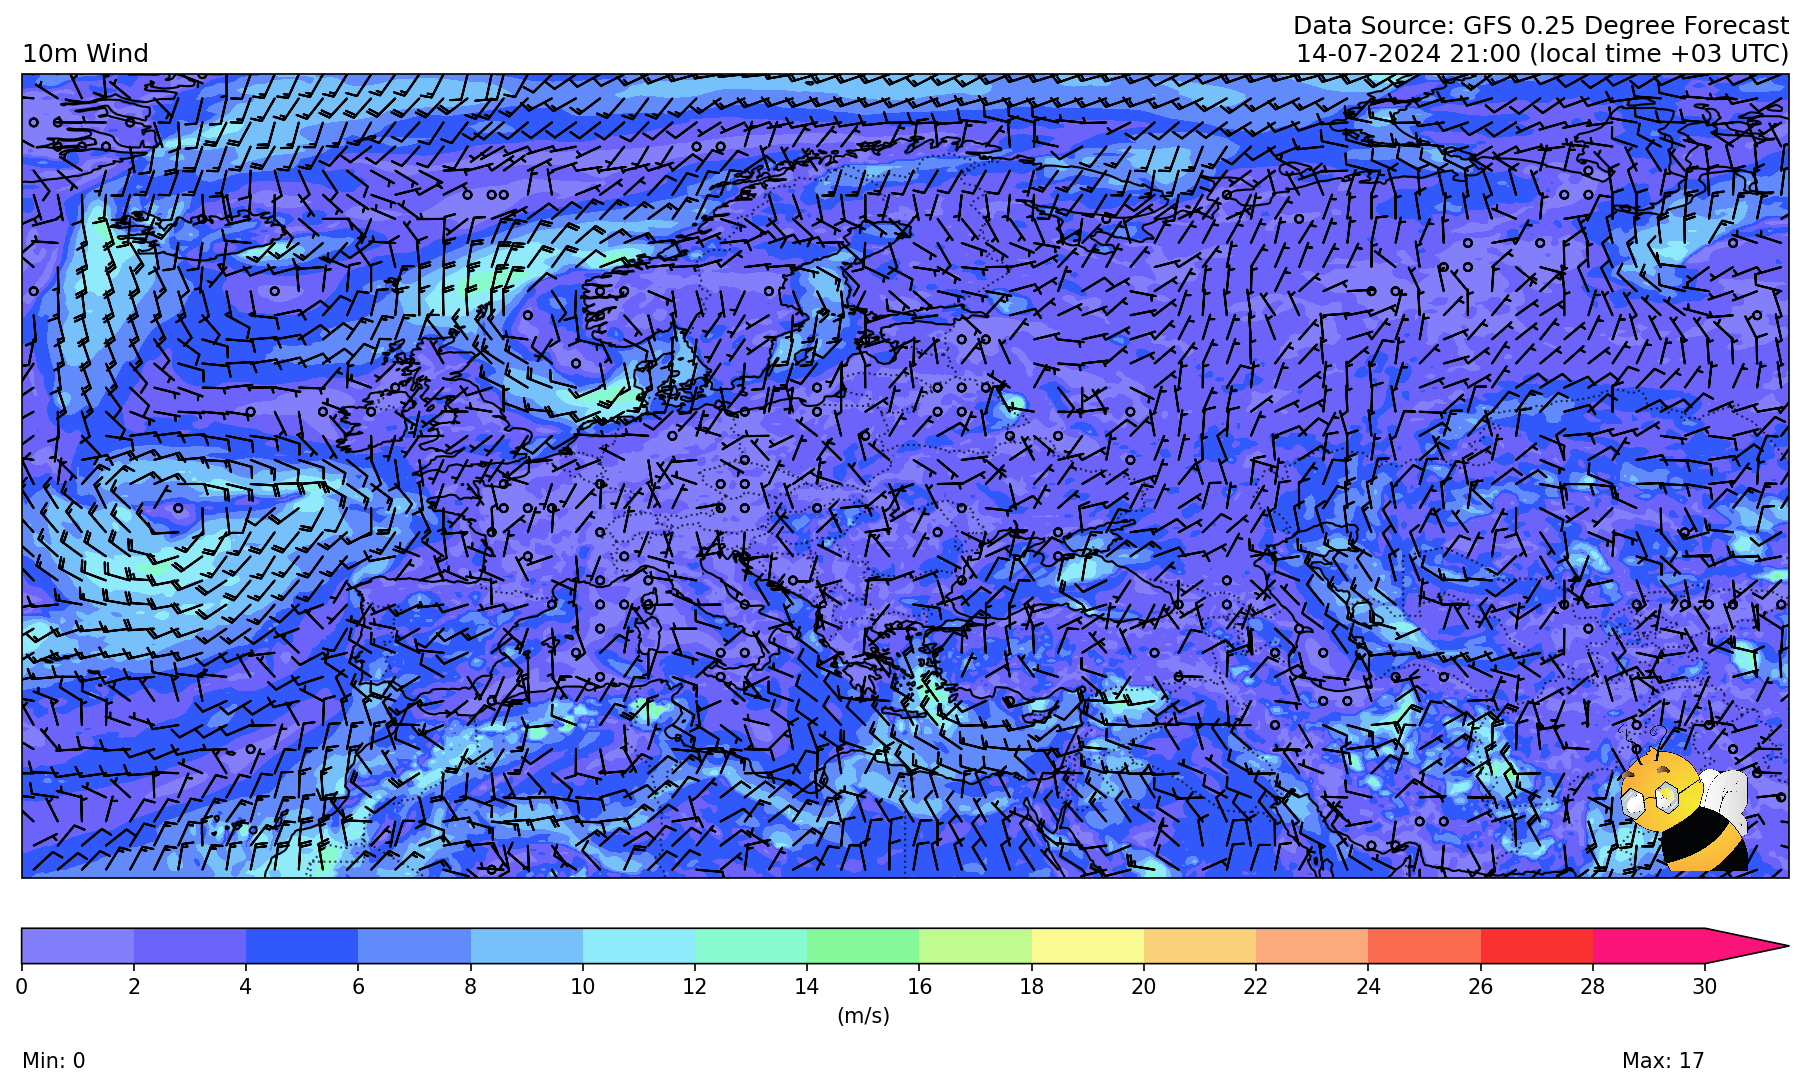 Data Source: GFS 0.25 Degree Forecast
10m Wind
14-07-2024 21:00 (local time +03 UTC)
0 2 4 6 8 10 12 14 16 18 20 22 24 26 28 30
(m/s)
Min: 0
Max: 17